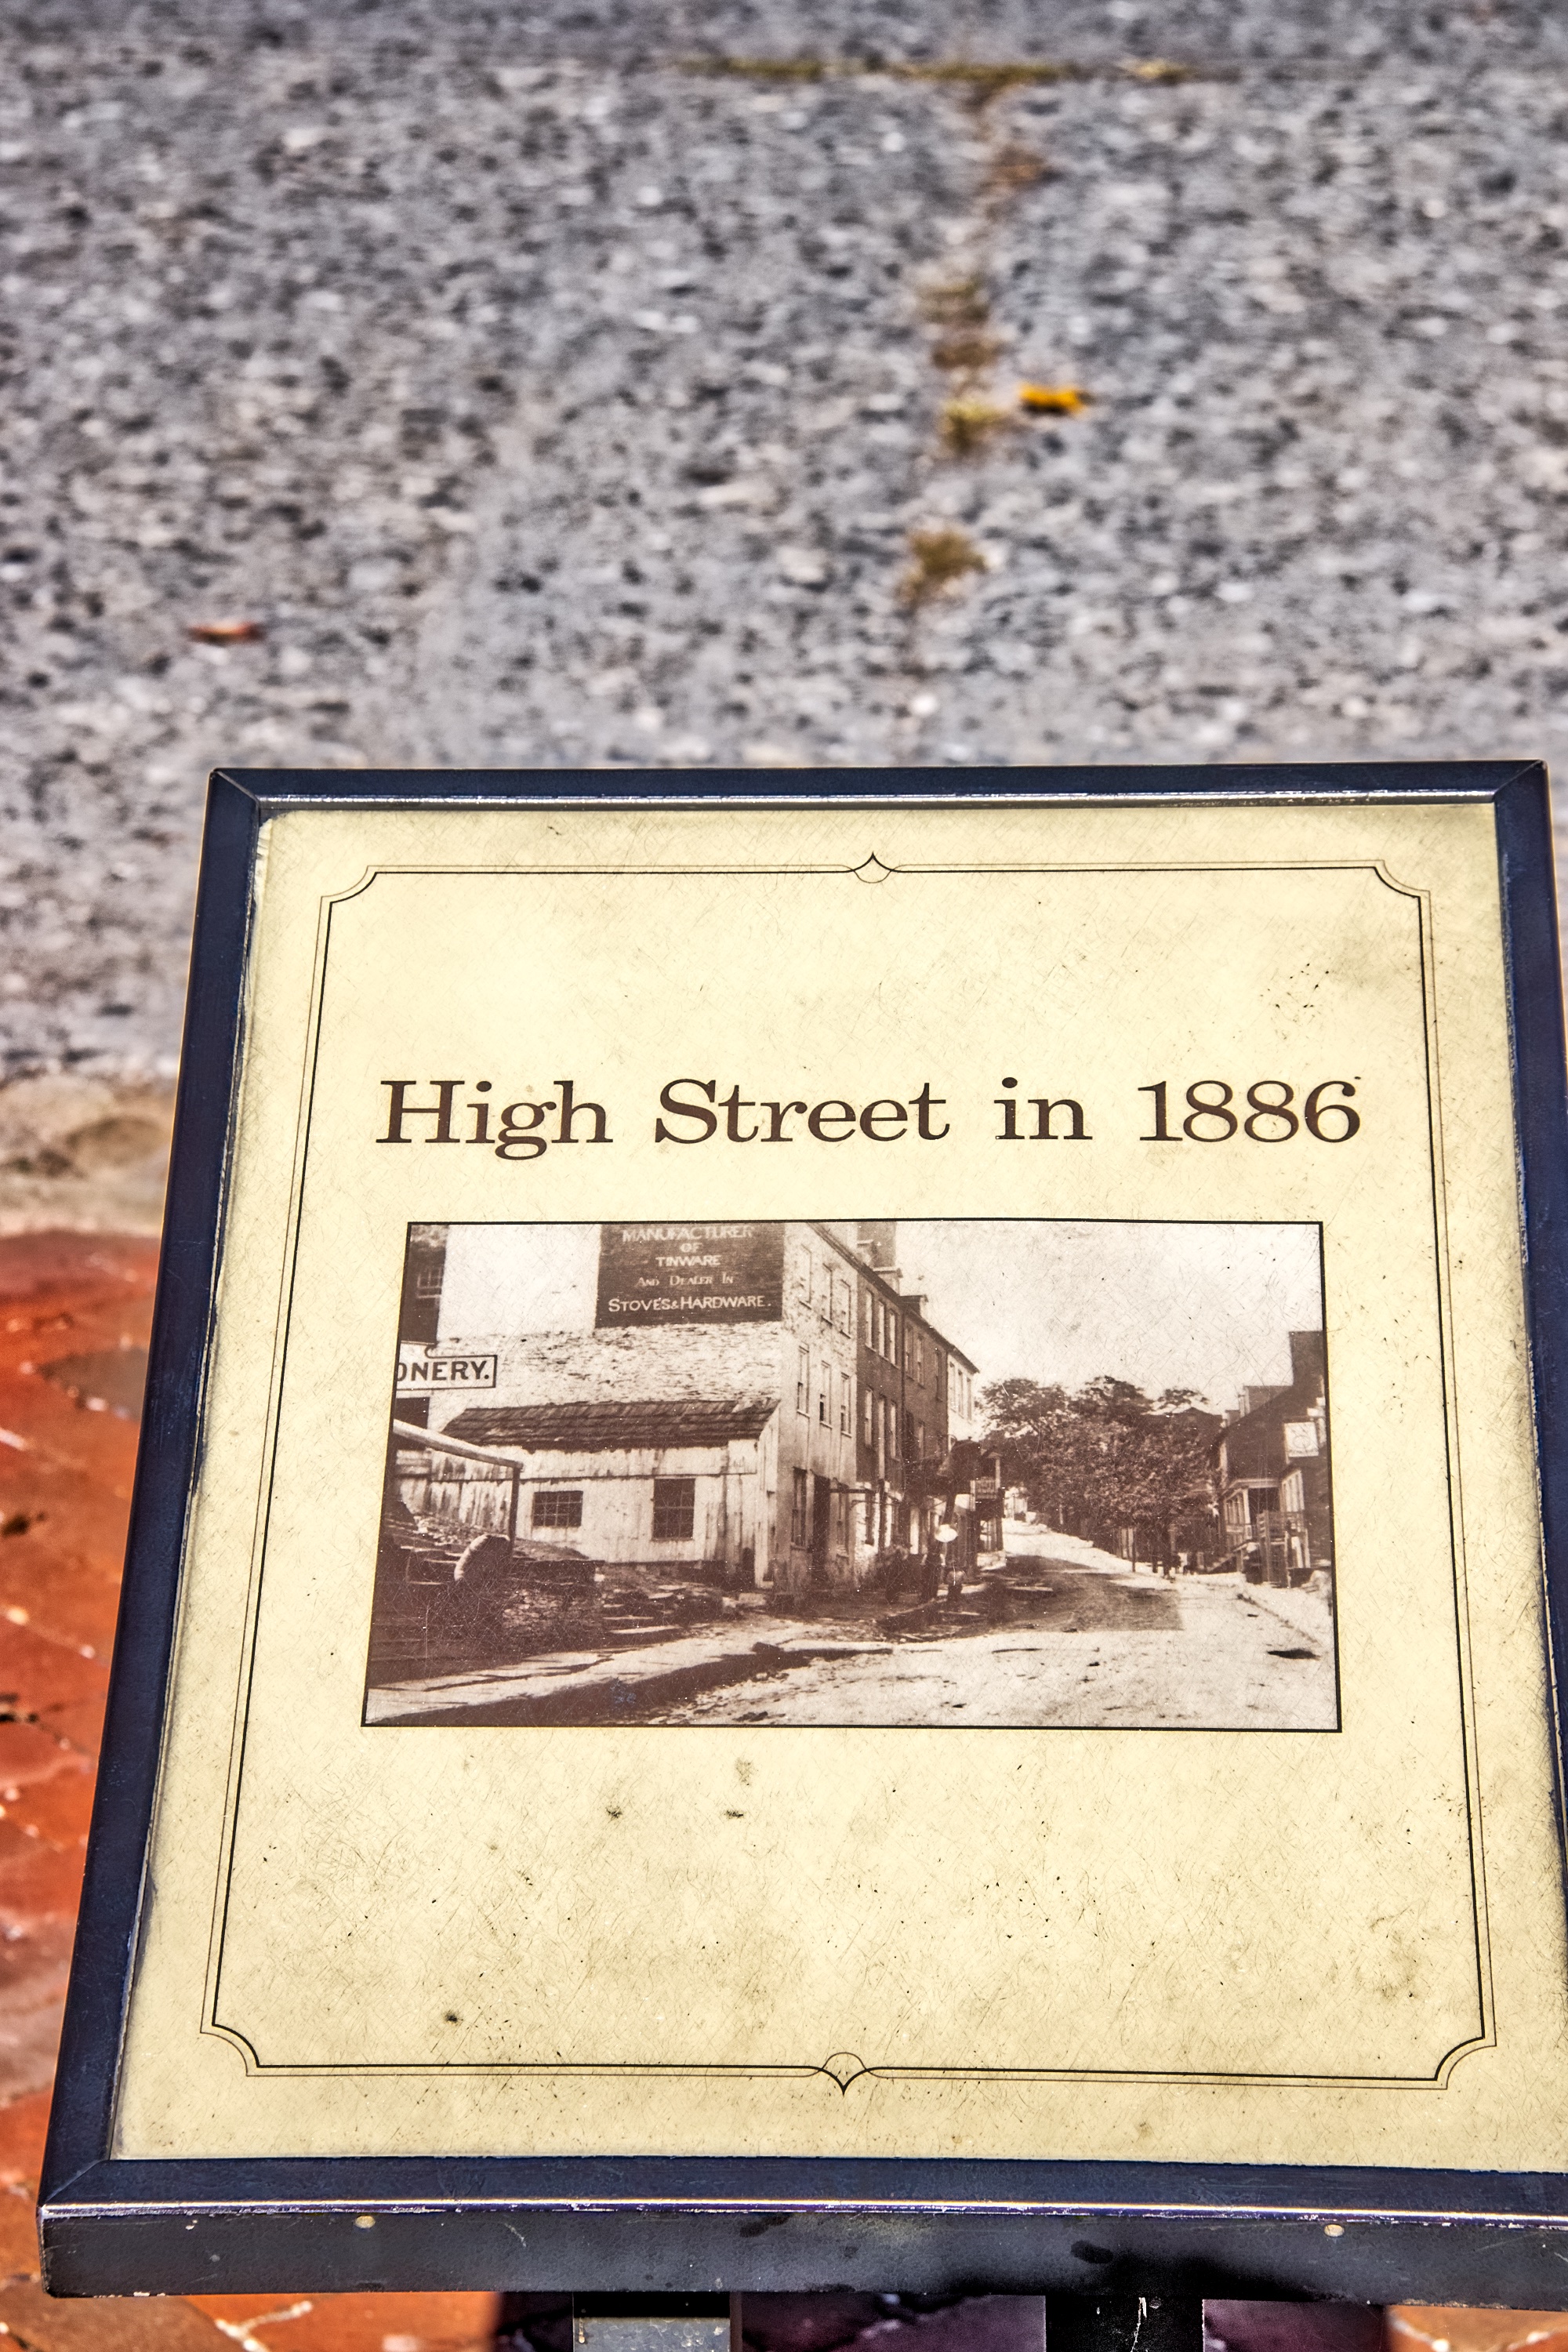 High Street in 1886
MANUFACTURER
OF
TINWARE
AND DEALER IN
STOVES & HARDWARE.
ONERY.